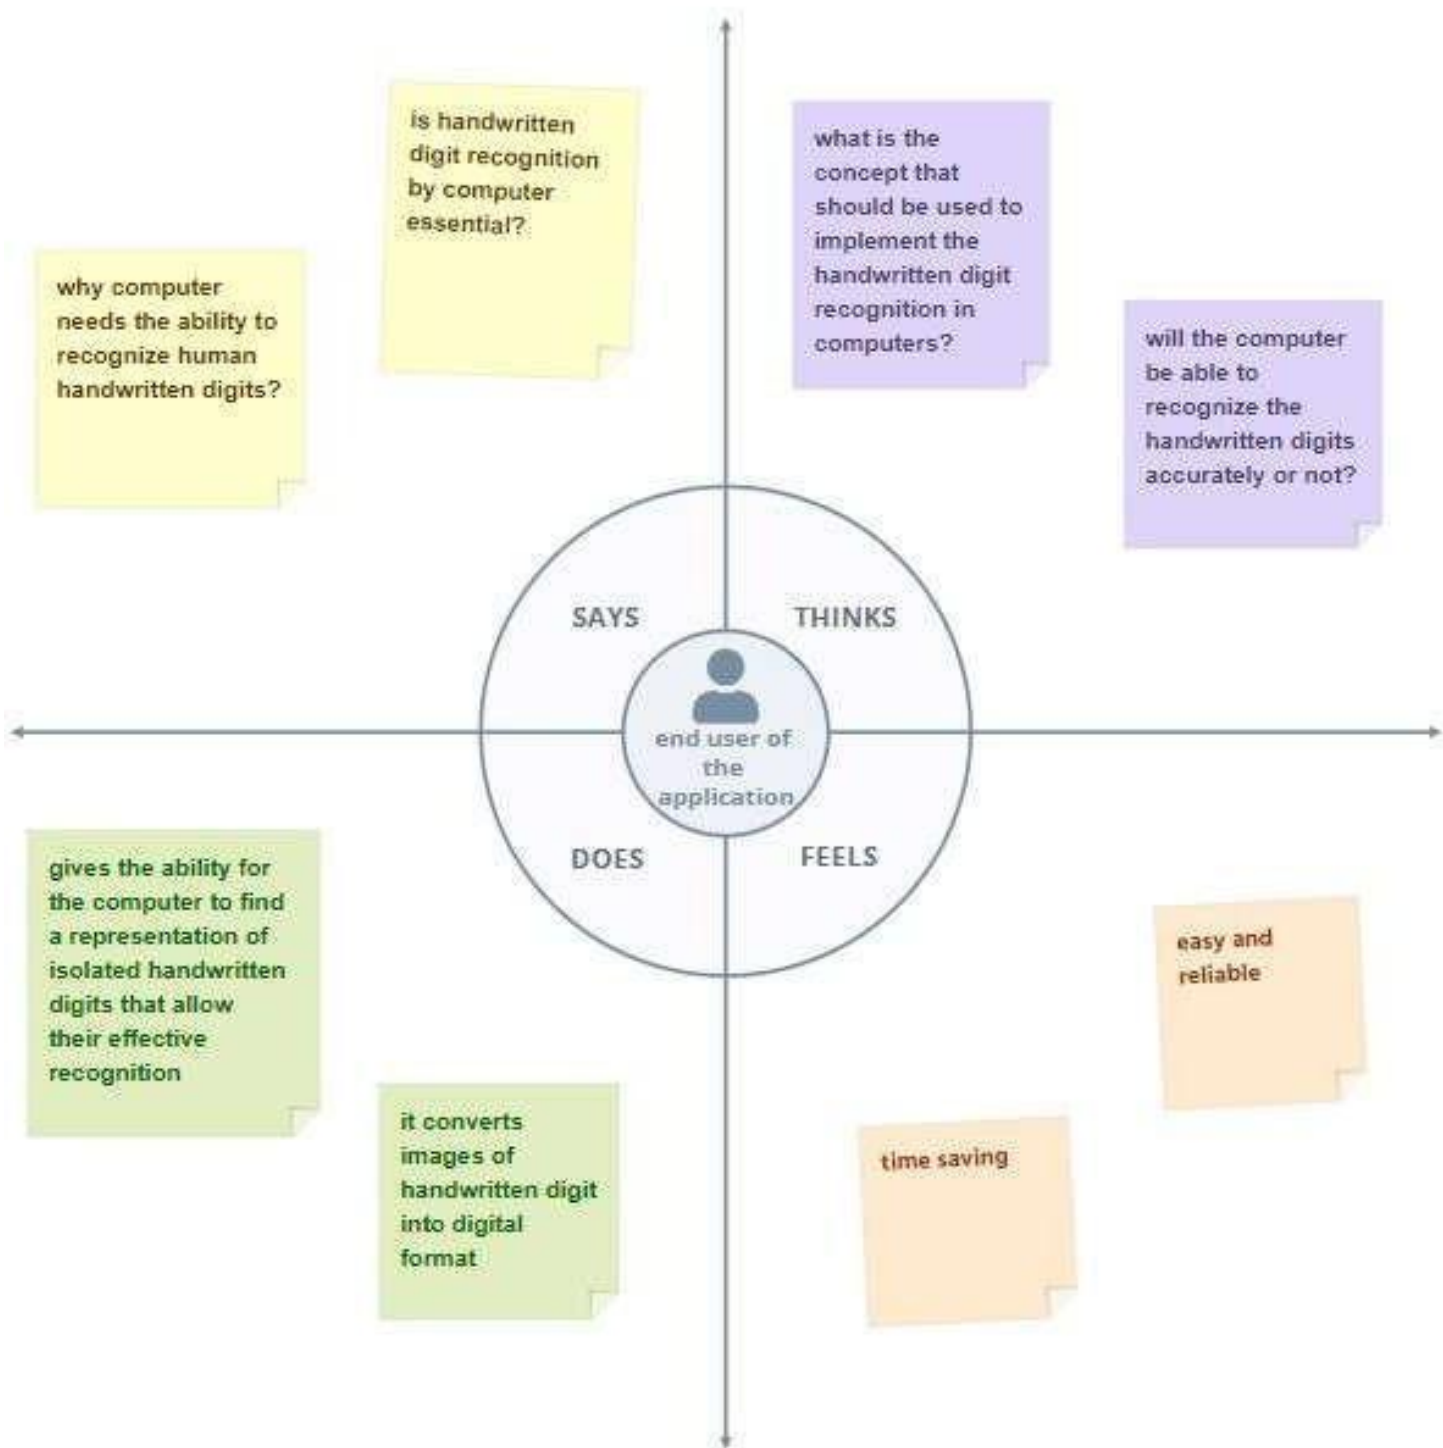 is handwritten
digit recognition
by computer
essential?
why computer
needs the ability to
recognize human
handwritten digits?
what is the
concept that
should be used to
implement the
handwritten digit
recognition in
computers?
will the computer
be able to
recognize the
handwritten digits
accurately or not?
SAYS
THINKS
end user of
the
application
DOES
FEELS
gives the ability for
the computer to find
a representation of
isolated handwritten
digits that allow
their effective
recognition
it converts
images of
handwritten digit
into digital
format
easy and
reliable
time saving